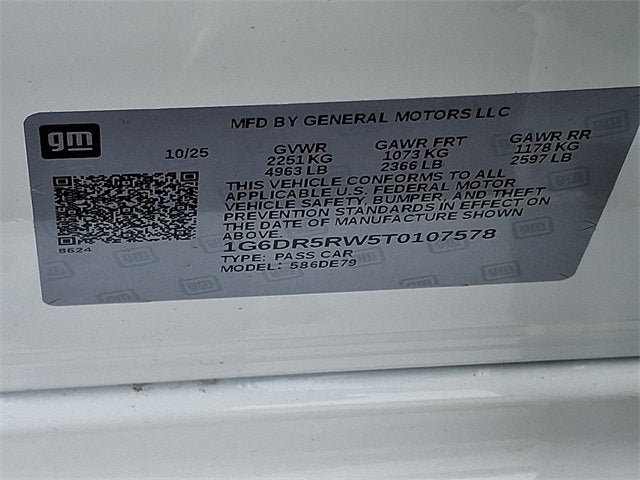 gm
MFD BY GENERAL MOTORS LLC
10/25
GVWR GAWR FRT GAWR RR
2251 KG 1073 KG 1178 KG
4963 LB 2366 LB 2597 LB
THIS VEHICLE CONFORMS TO ALL
APPLICABLE U.S. FEDERAL MOTOR
VEHICLE SAFETY, BUMPER, AND THEFT
PREVENTION STANDARDS IN EFFECT ON
THE DATE OF MANUFACTURE SHOWN
ABOVE.
1G6DR5RW5T0107578
TYPE: PASS CAR
MODEL: 586DE79
8624